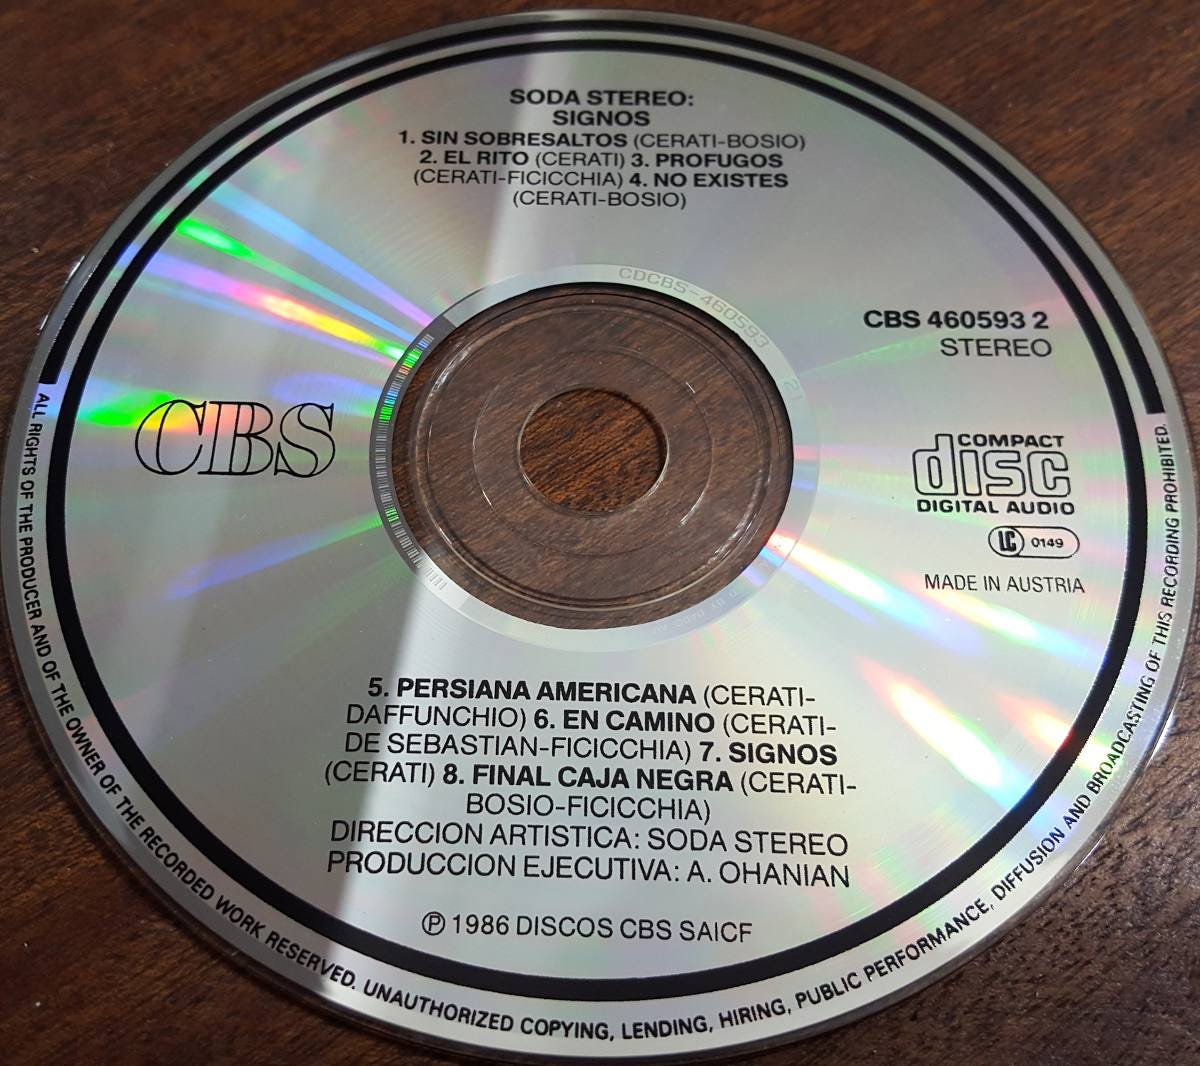 SODA STEREO:
SIGNOS
1. SIN SOBRESALTOS (CERATI-BOSIO)
2. EL RITO (CERATI) 3. PROFUGOS
(CERATI-FICICCHIA) 4. NO EXISTES
(CERATI-BOSIO)
CDCBS-460593
21
CBS 460593 2
STEREO
CBS
COMPACT
disc
DIGITAL AUDIO
LC 0149
MADE IN AUSTRIA
5. PERSIANA AMERICANA (CERATI-
DAFFUNCHIO) 6. EN CAMINO (CERATI-
DE SEBASTIAN-FICICCHIA) 7. SIGNOS
(CERATI) 8. FINAL CAJA NEGRA (CERATI-
BOSIO-FICICCHIA)
DIRECCION ARTISTICA: SODA STEREO
PRODUCCION EJECUTIVA: A. OHANIAN
℗ 1986 DISCOS CBS SAICF
ALL RIGHTS OF THE PRODUCER AND OF THE OWNER OF THE RECORDED WORK RESERVED. UNAUTHORIZED COPYING, LENDING, HIRING, PUBLIC PERFORMANCE, DIFFUSION AND BROADCASTING OF THIS RECORDING PROHIBITED.